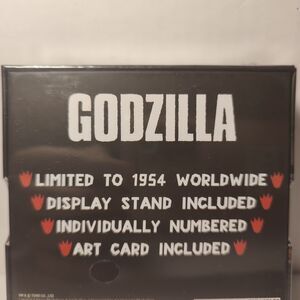 GODZILLA
LIMITED TO 1954 WORLDWIDE
DISPLAY STAND INCLUDED
INDIVIDUALLY NUMBERED
ART CARD INCLUDED